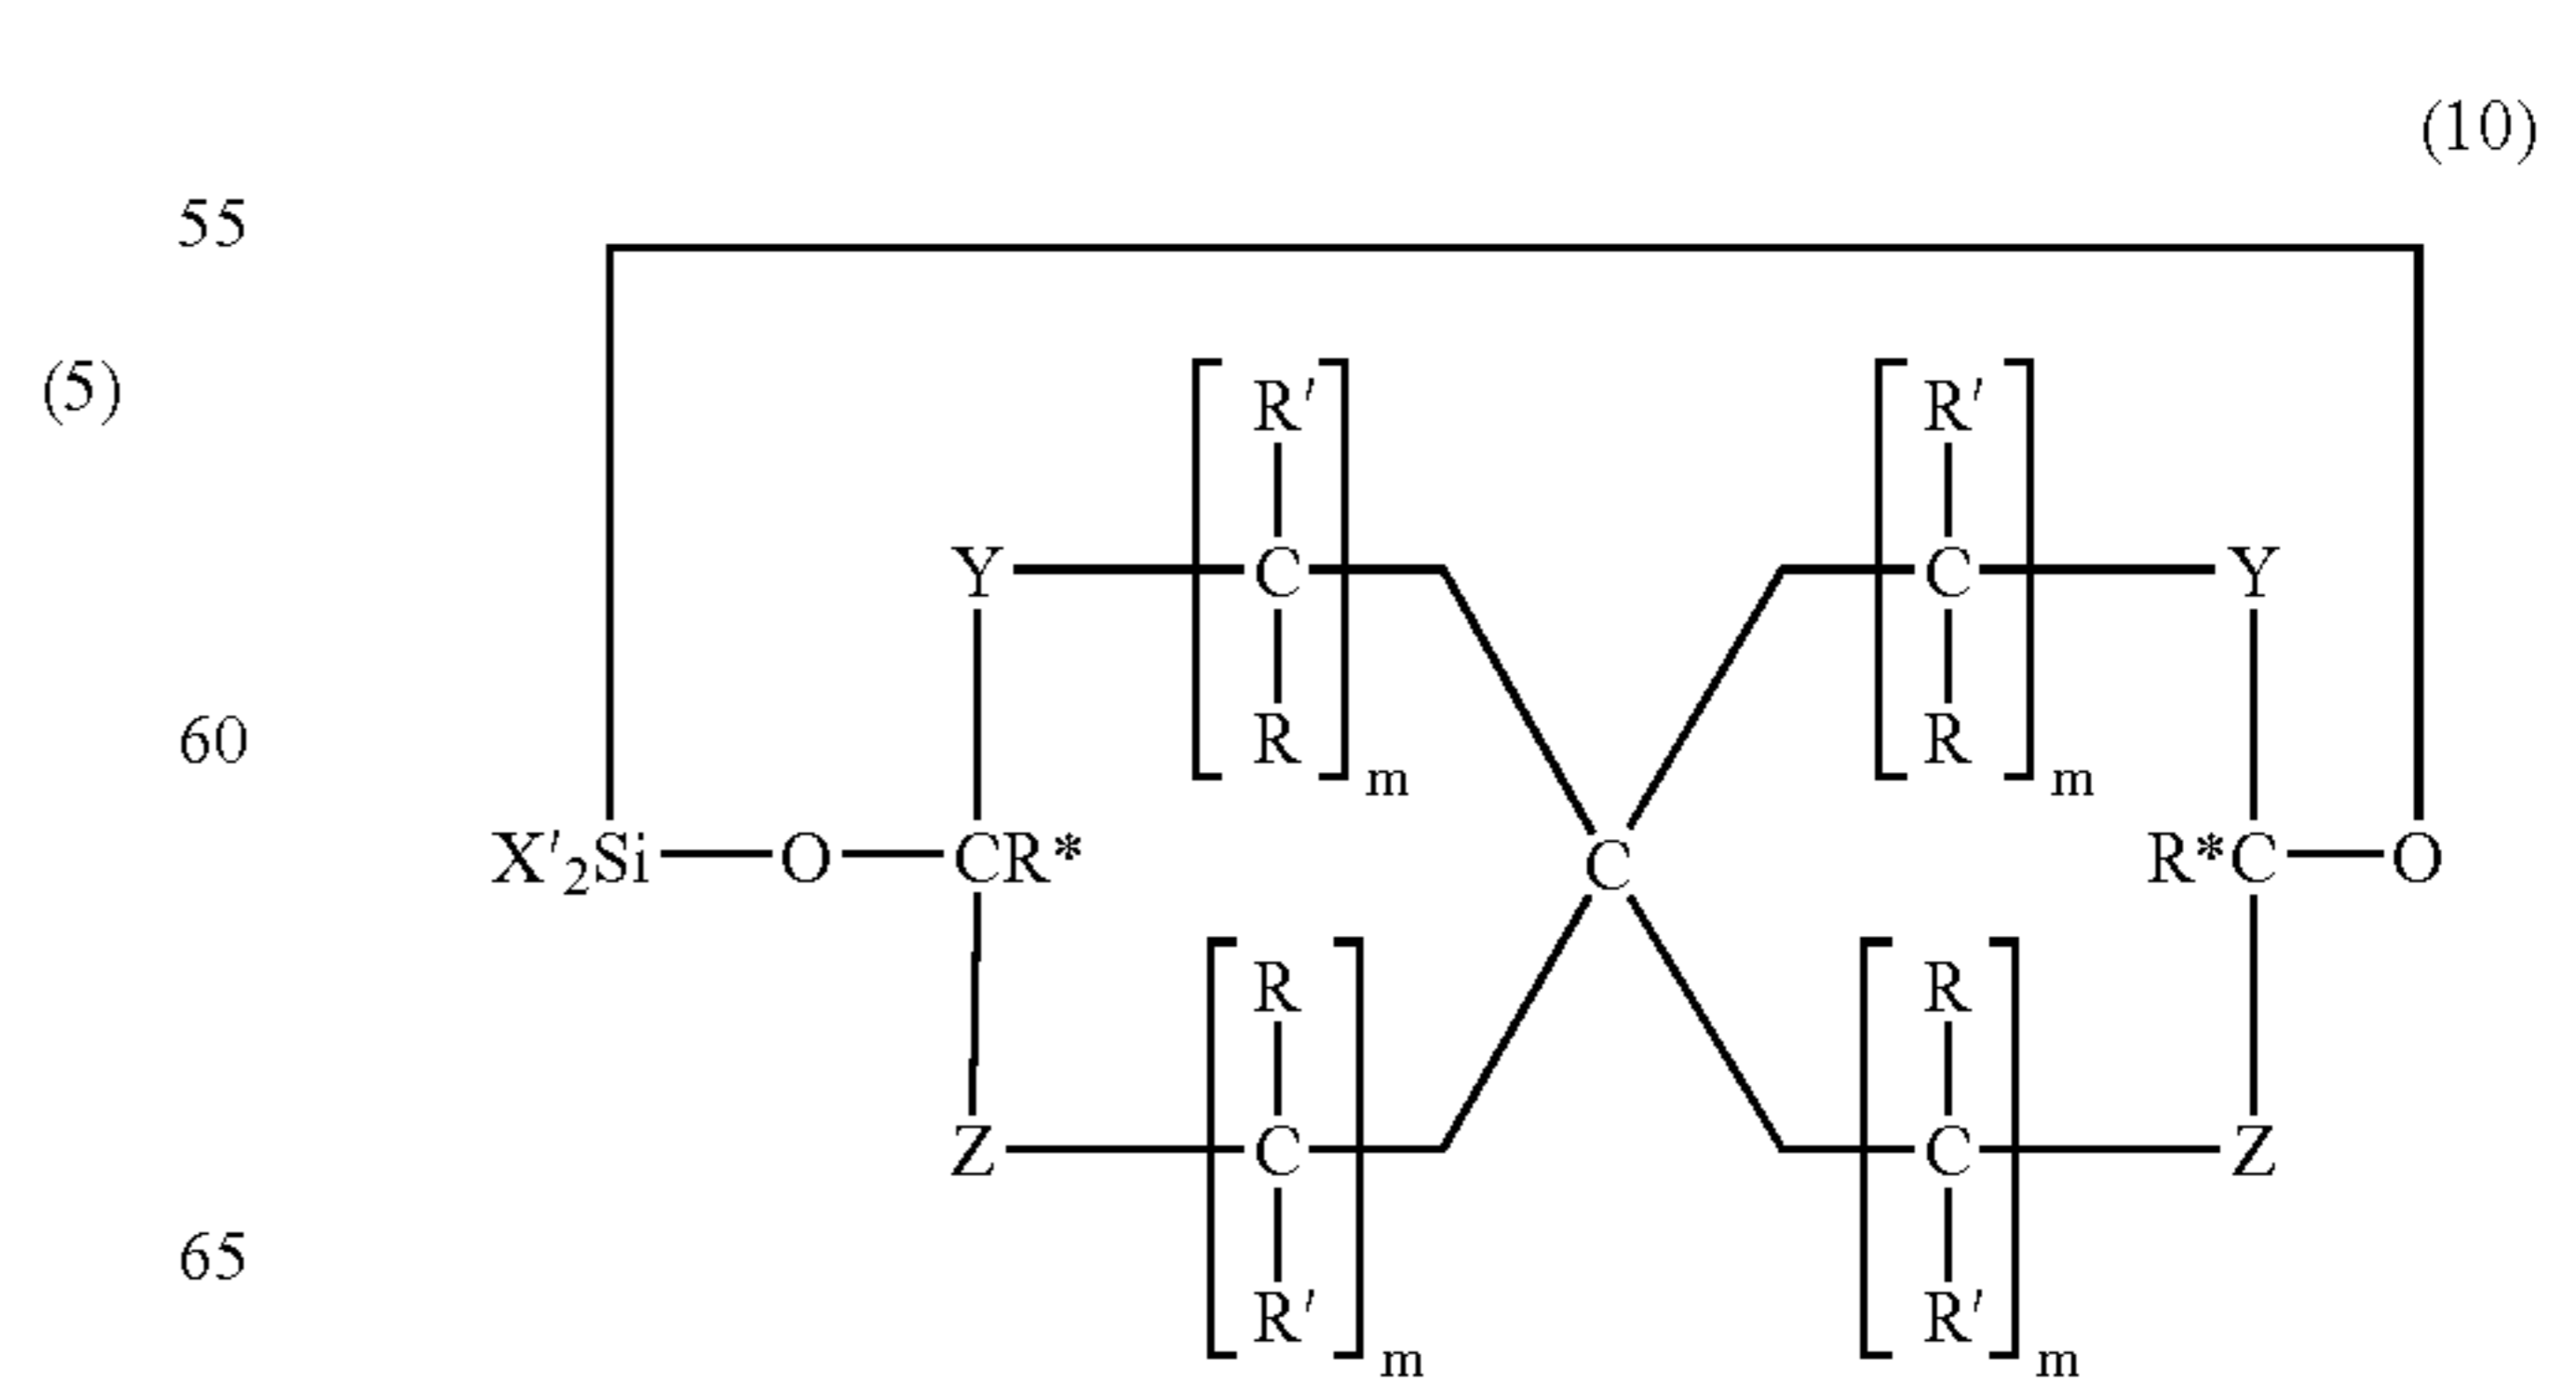 (10)
55
(5)
R′ R′
Y C C Y
R R
60
m m
X′₂Si O CR* C R*C O
R R
Z C C Z
65
R′ R′
m m